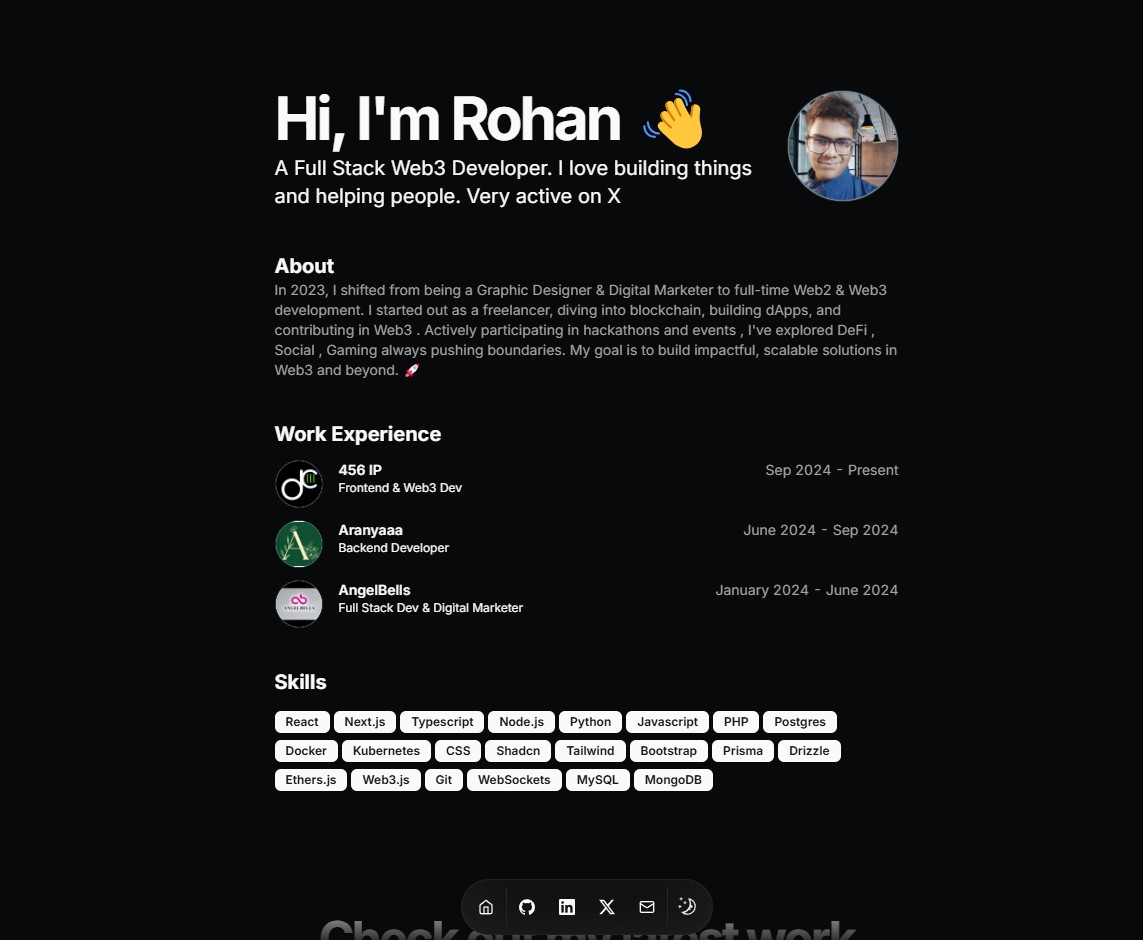 Hi, I'm Rohan 👋
A Full Stack Web3 Developer. I love building things
and helping people. Very active on X
About
In 2023, I shifted from being a Graphic Designer & Digital Marketer to full-time Web2 & Web3
development. I started out as a freelancer, diving into blockchain, building dApps, and
contributing in Web3 . Actively participating in hackathons and events , I've explored DeFi ,
Social , Gaming always pushing boundaries. My goal is to build impactful, scalable solutions in
Web3 and beyond. 🚀
Work Experience
456 IP Sep 2024 - Present
Frontend & Web3 Dev
Aranyaaa June 2024 - Sep 2024
Backend Developer
AngelBells January 2024 - June 2024
ANGELBELLS
Full Stack Dev & Digital Marketer
Skills
React Next.js Typescript Node.js Python Javascript PHP Postgres
Docker Kubernetes CSS Shadcn Tailwind Bootstrap Prisma Drizzle
Ethers.js Web3.js Git WebSockets MySQL MongoDB
Check out my latest work